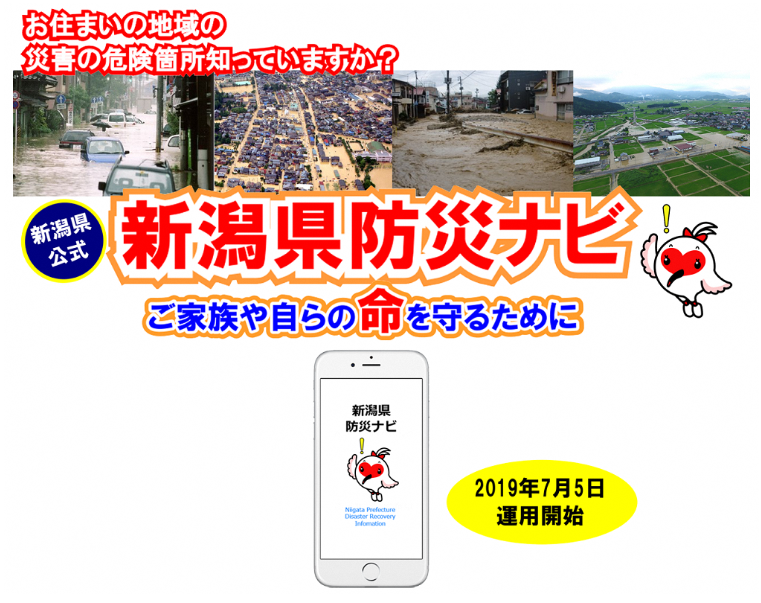 お住まいの地域の
災害の危険箇所知っていますか？
新潟県
公式
新潟県防災ナビ
!
ご家族や自らの命を守るために
新潟県
防災ナビ
!
Niigata Prefecture
Disaster Recovery
Infomation
2019年7月5日
運用開始